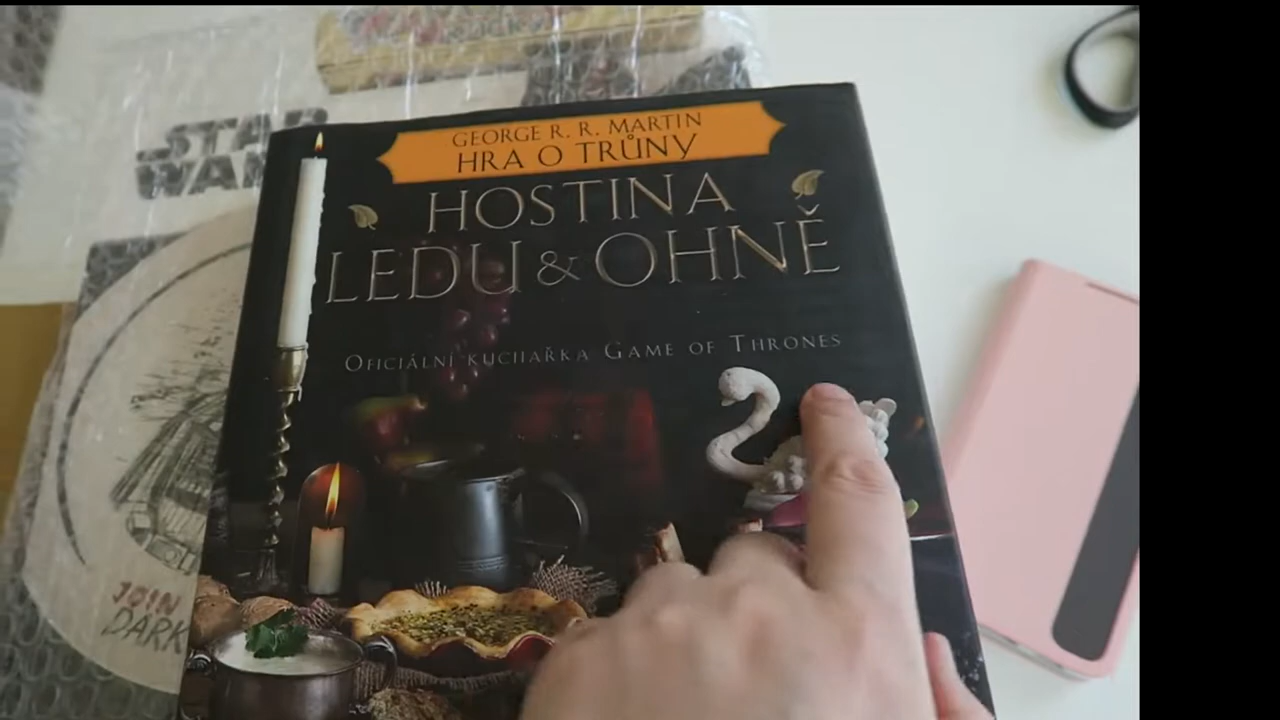 STAR
WAR
GEORGE R. R. MARTIN
HRA O TRŮNY
HOSTINA
LEDU & OHNĚ
OFICIÁLNÍ KUCHAŘKA GAME OF THRONES
JOIN
DARK